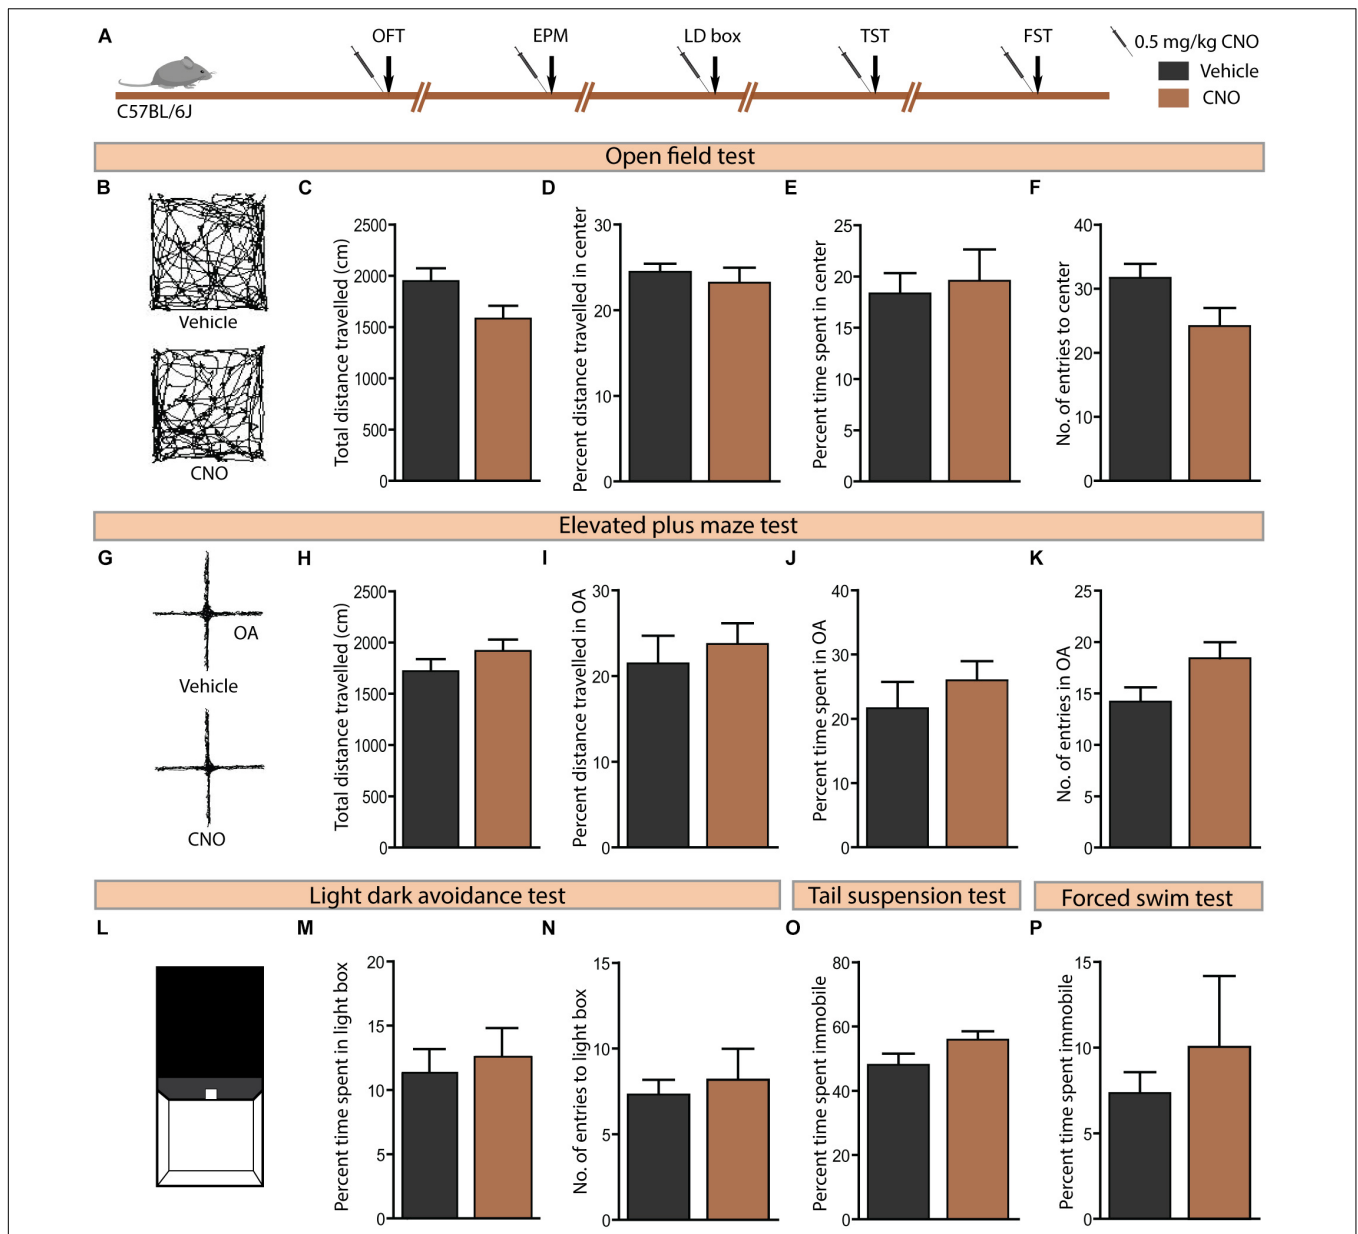 A
OFT
EPM
LD box
TST
FST
0.5 mg/kg CNO
Vehicle
CNO
C57BL/6J
Open field test
B
Vehicle
CNO
C
Total distance travelled (cm)
2500
2000
1500
1000
500
0
D
Percent distance travelled in center
30
20
10
0
E
Percent time spent in center
25
20
15
10
5
0
F
No. of entries to center
40
30
20
10
0
Elevated plus maze test
G
OA
Vehicle
CNO
H
Total distance travelled (cm)
2500
2000
1500
1000
500
0
I
Percent distance travelled in OA
30
20
10
0
J
Percent time spent in OA
40
30
20
10
0
K
No. of entries in OA
25
20
15
10
5
0
Light dark avoidance test
Tail suspension test
Forced swim test
L
M
Percent time spent in light box
20
15
10
5
0
N
No. of entries to light box
15
10
5
0
O
Percent time spent immobile
80
60
40
20
0
P
Percent time spent immobile
15
10
5
0